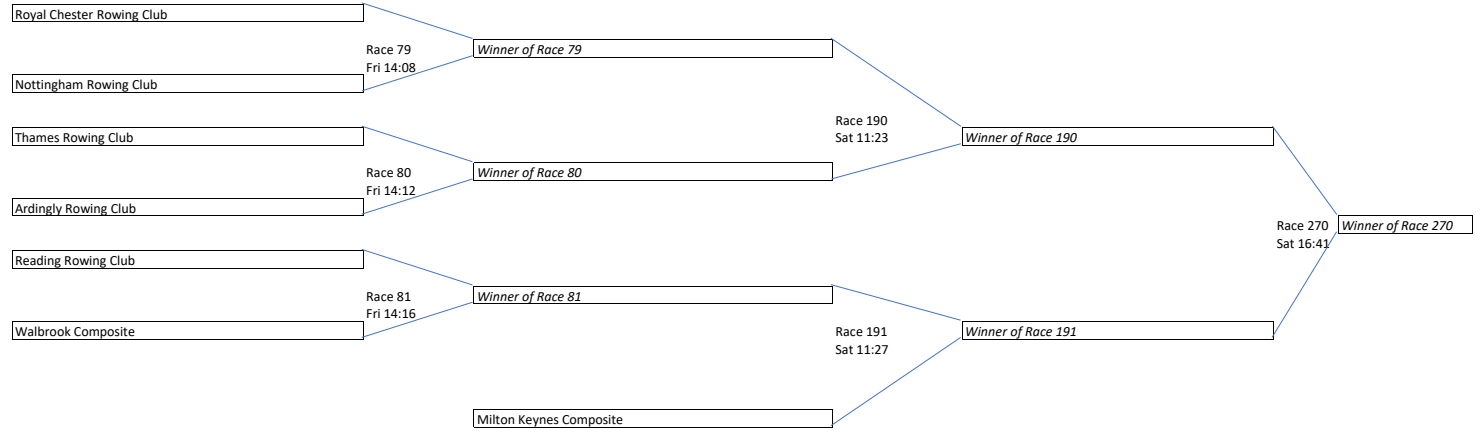 Royal Chester Rowing Club
Race 79
Fri 14:08
Winner of Race 79
Nottingham Rowing Club
Race 190
Sat 11:23
Winner of Race 190
Thames Rowing Club
Race 80
Fri 14:12
Winner of Race 80
Ardingly Rowing Club
Race 270
Sat 16:41
Winner of Race 270
Reading Rowing Club
Race 81
Fri 14:16
Winner of Race 81
Walbrook Composite
Race 191
Sat 11:27
Winner of Race 191
Milton Keynes Composite